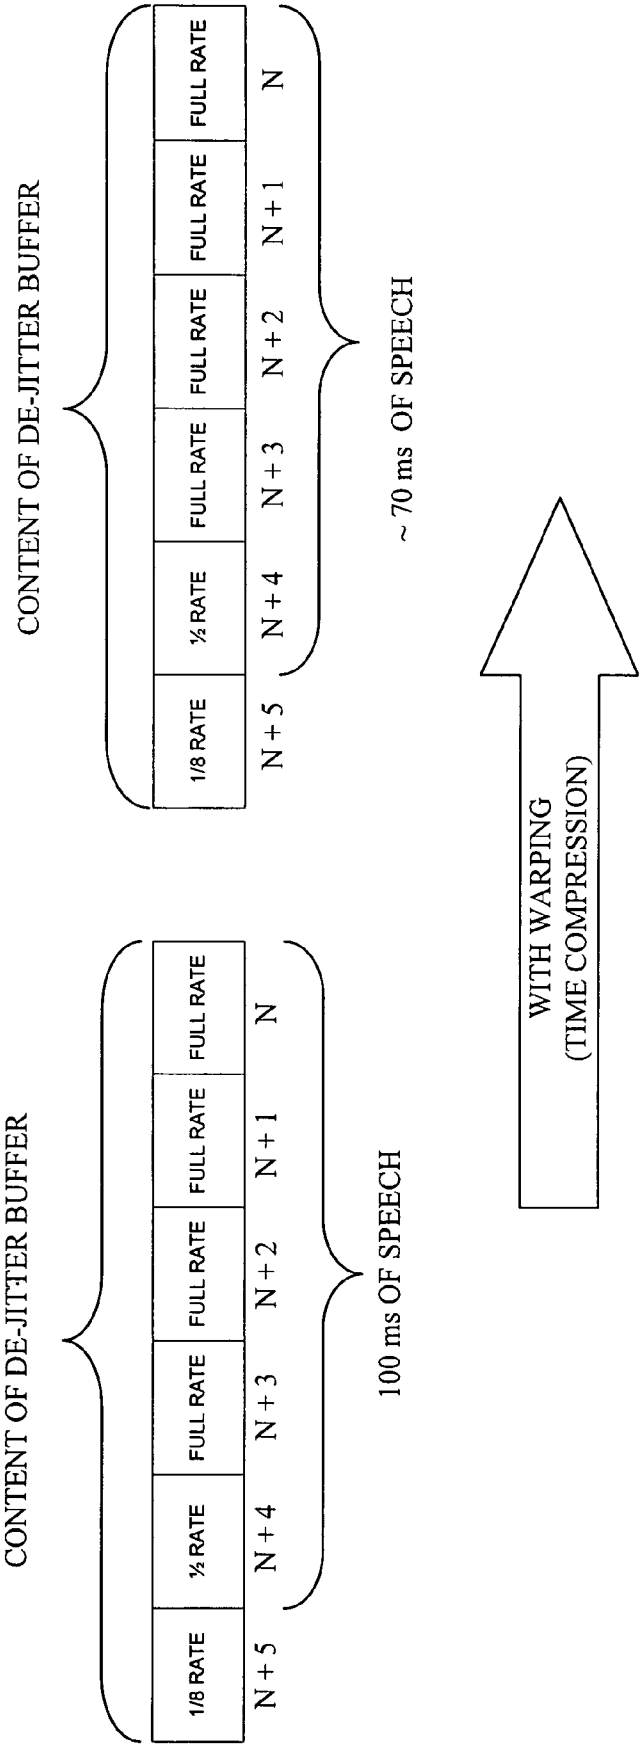 CONTENT OF DE-JITTER BUFFER
1/8 RATE
½ RATE
FULL RATE
FULL RATE
FULL RATE
FULL RATE
N + 5
N + 4
N + 3
N + 2
N + 1
N
100 ms OF SPEECH
CONTENT OF DE-JITTER BUFFER
1/8 RATE
½ RATE
FULL RATE
FULL RATE
FULL RATE
FULL RATE
N + 5
N + 4
N + 3
N + 2
N + 1
N
~ 70 ms OF SPEECH
WITH WARPING
(TIME COMPRESSION)